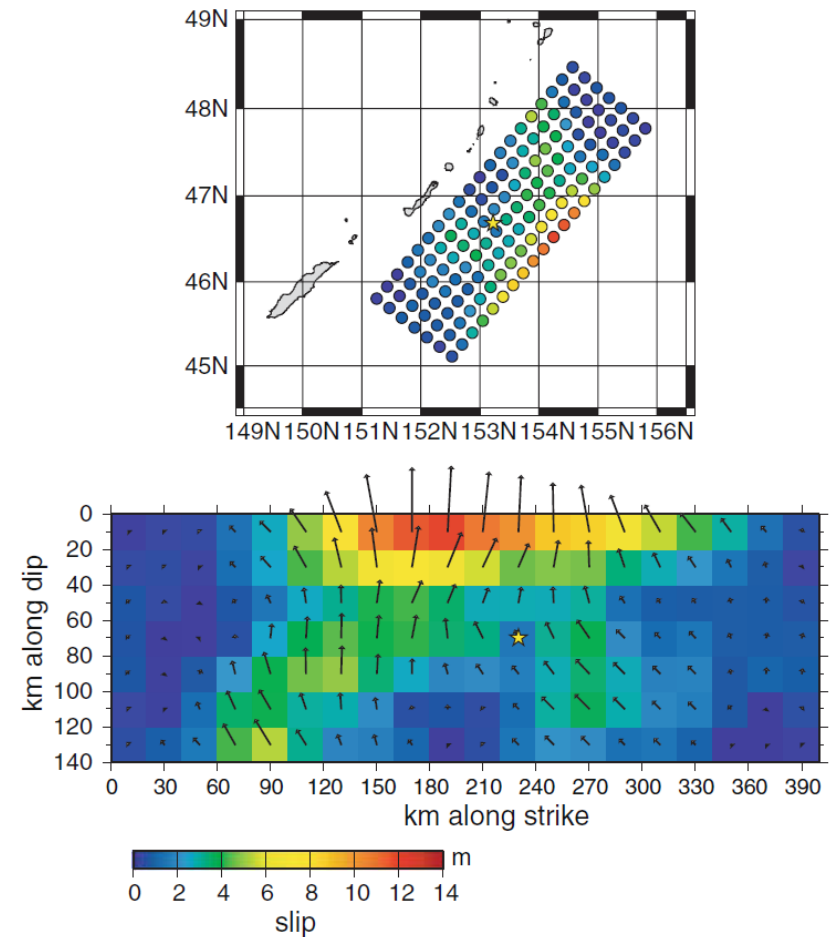 49N
48N
47N
46N
45N
149N 150N 151N 152N 153N 154N 155N 156N
0
20
40
60
80
100
120
140
km along dip
0 30 60 90 120 150 180 210 240 270 300 330 360 390
km along strike
m
0 2 4 6 8 10 12 14
slip